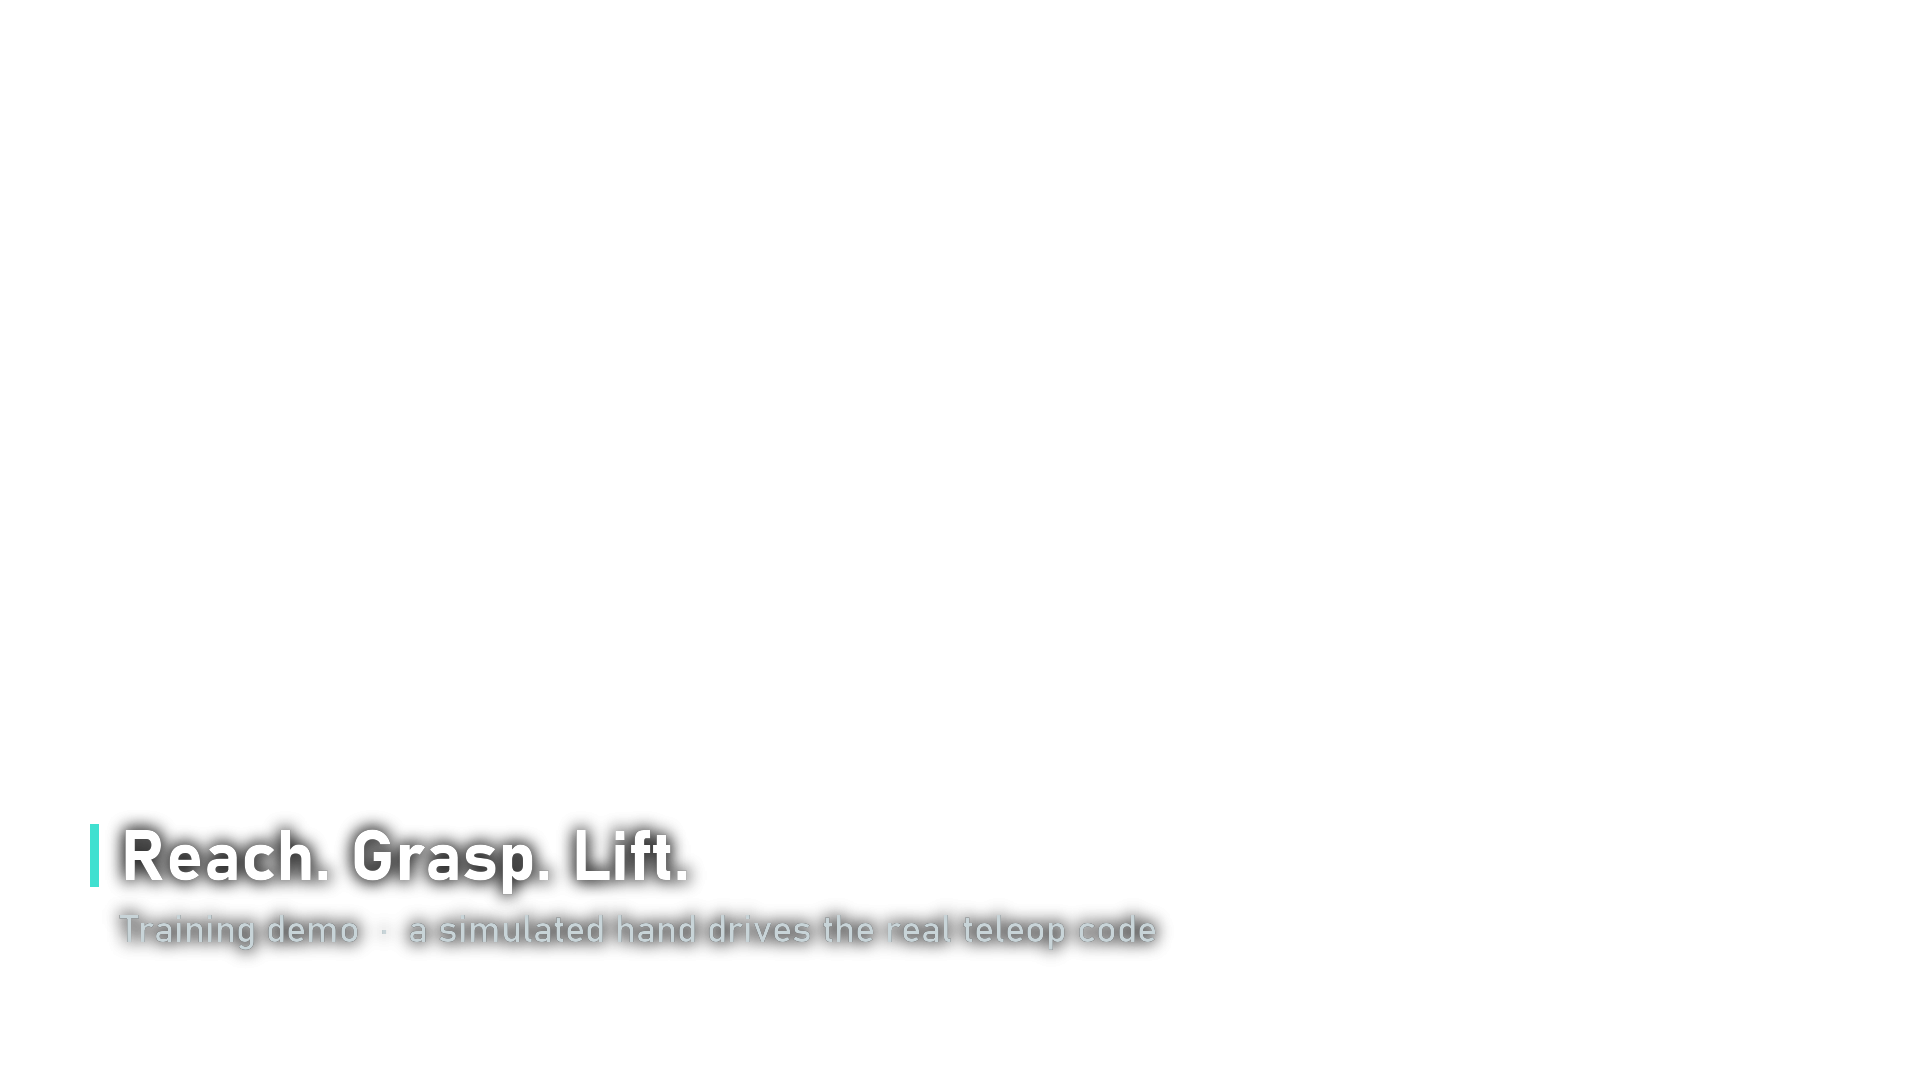 Reach. Grasp. Lift.
Training demo · a simulated hand drives the real teleop code